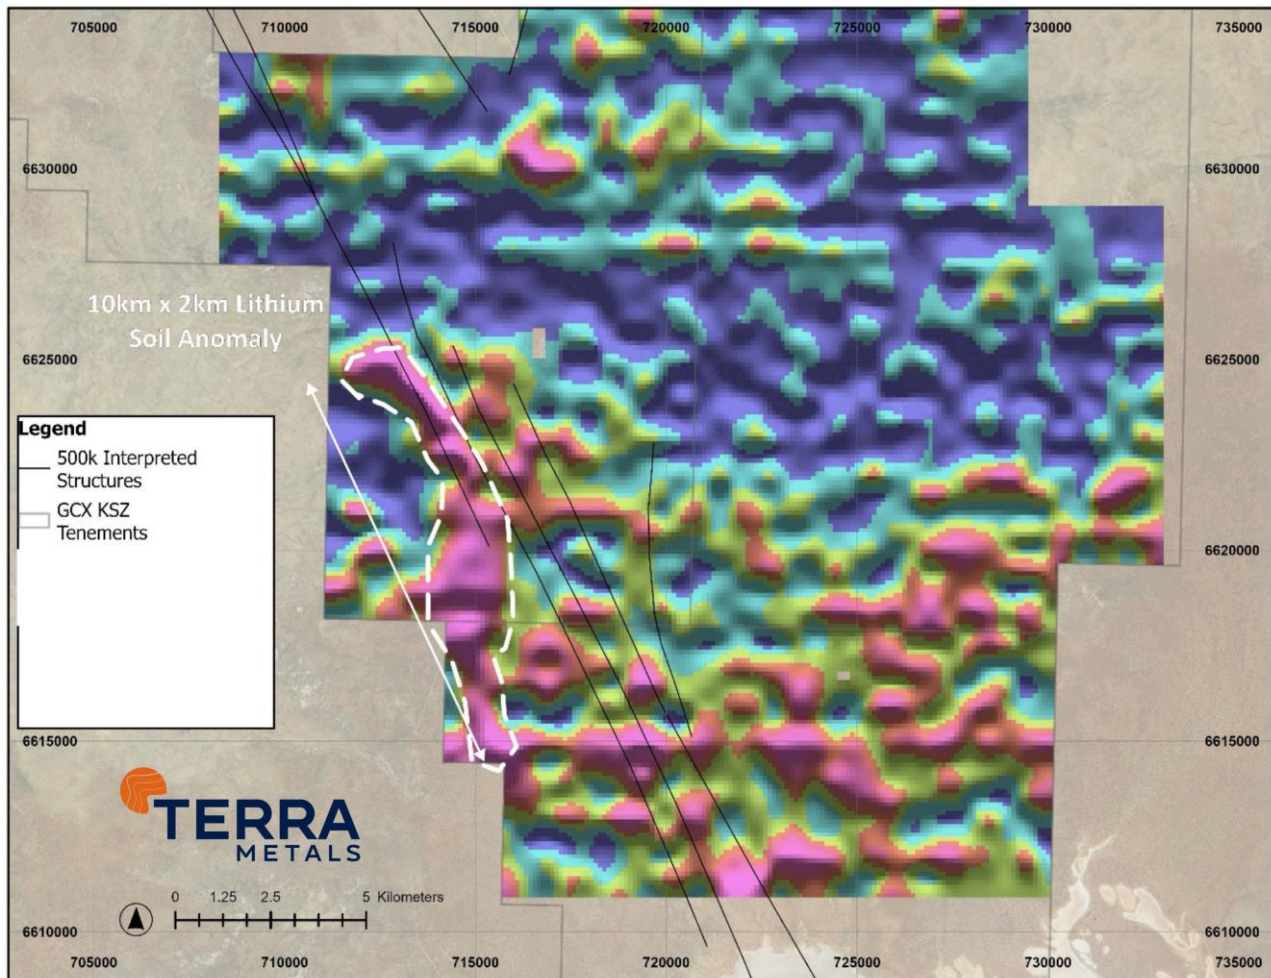 705000 710000 715000 720000 725000 730000 735000
6630000 6630000
10km x 2km Lithium
Soil Anomaly
6625000 6625000
Legend
500k Interpreted
Structures
GCX KSZ
Tenements
6620000
6615000 6615000
TERRA
METALS
0 1.25 2.5 5 Kilometers
6610000 6610000
705000 710000 715000 720000 725000 730000 735000